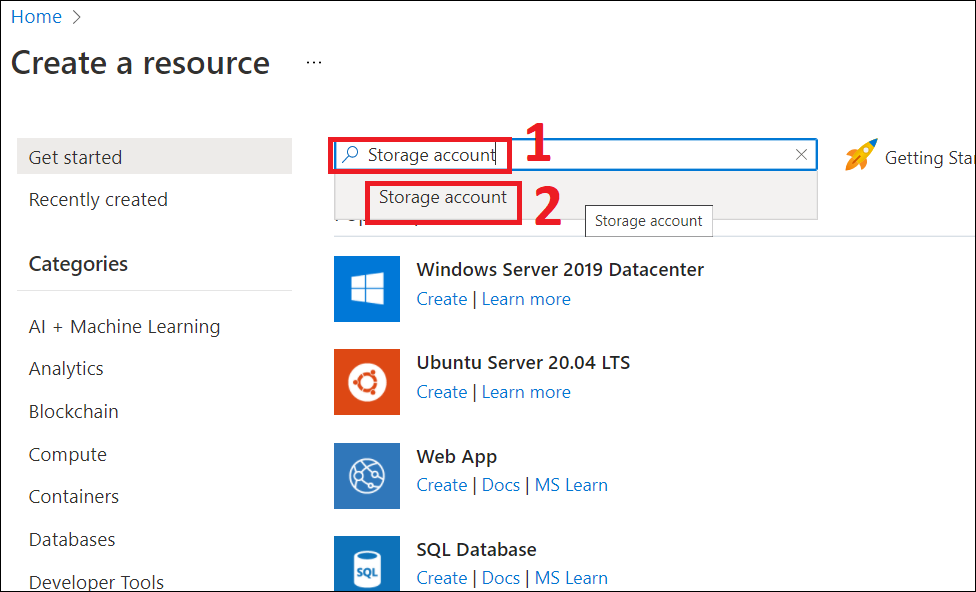 Home >
Create a resource ...
Get started
Recently created
Categories
AI + Machine Learning
Analytics
Blockchain
Compute
Containers
Databases
Developer Tools
Storage account
1
Storage account
2
Storage account
Getting Star
Windows Server 2019 Datacenter
Create | Learn more
Ubuntu Server 20.04 LTS
Create | Learn more
Web App
Create | Docs | MS Learn
SQL
SQL Database
Create | Docs | MS Learn